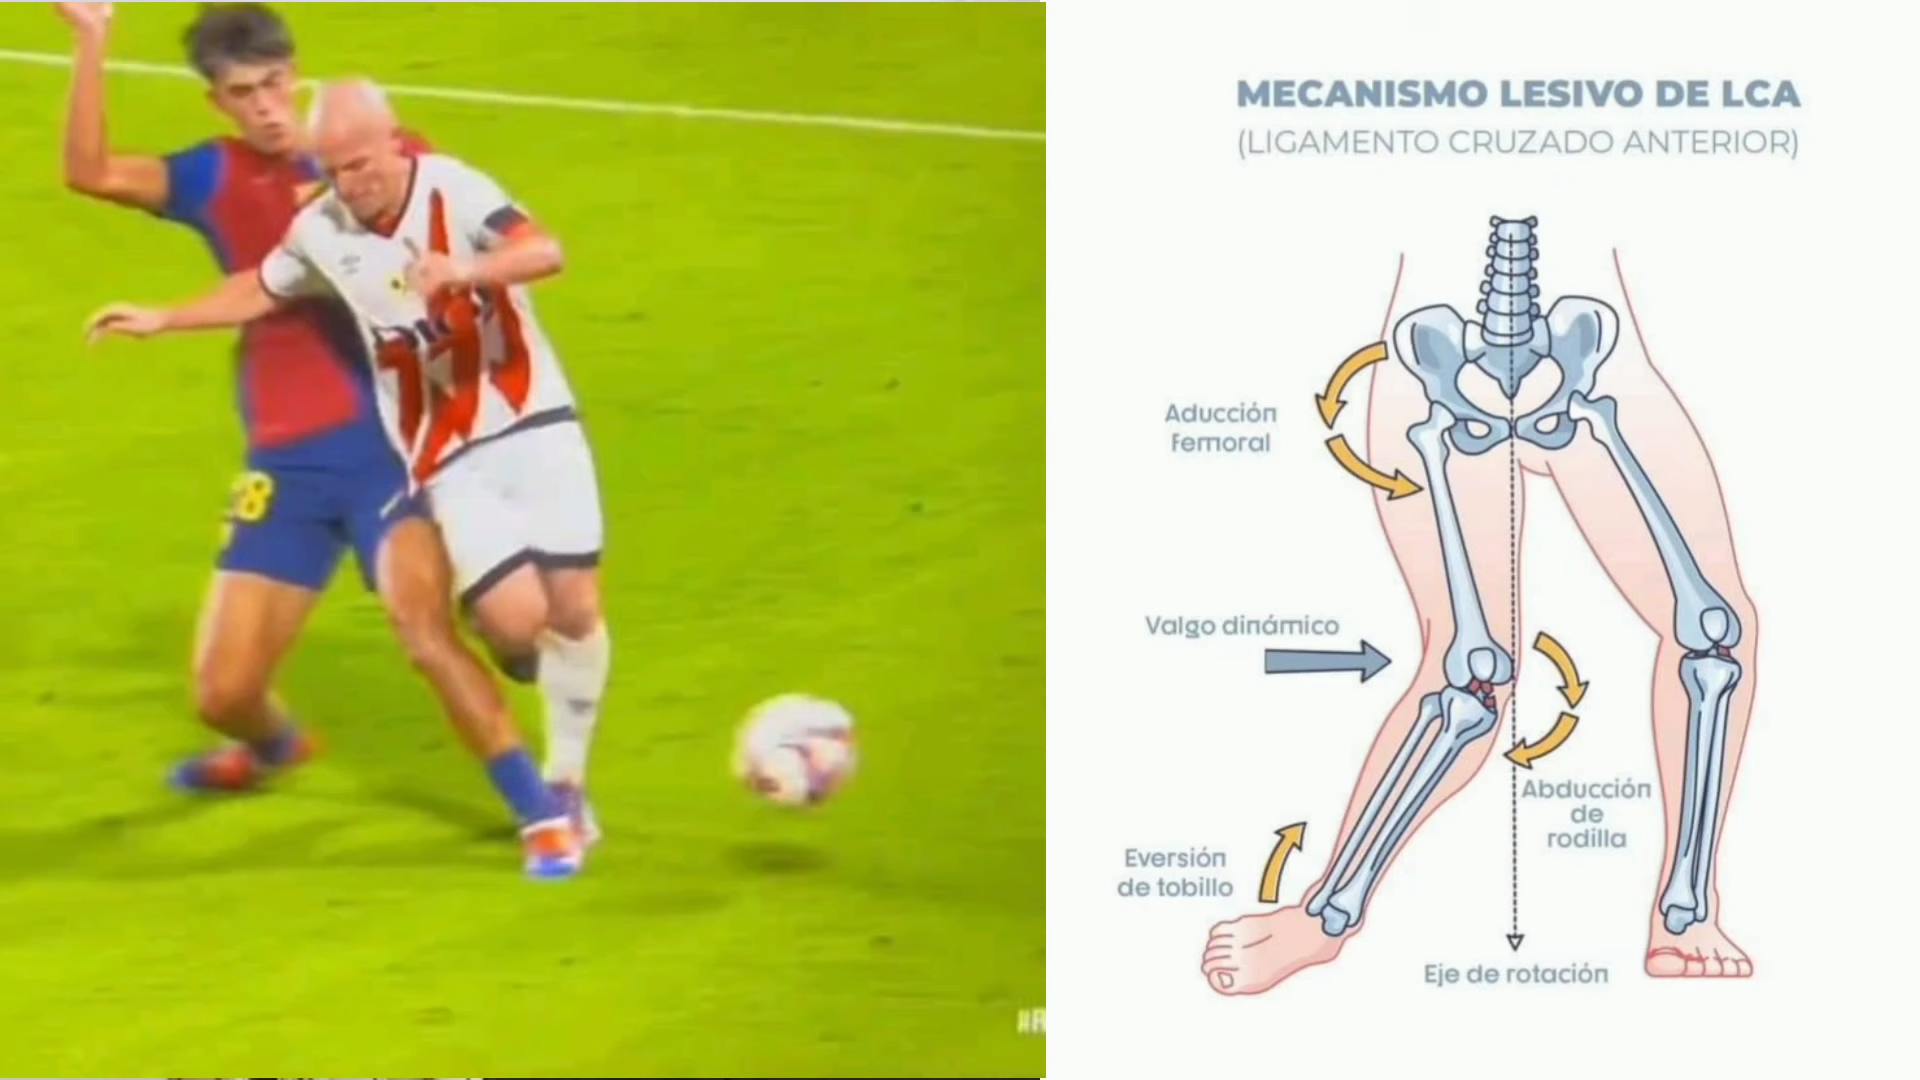 28
#R
MECANISMO LESIVO DE LCA
(LIGAMENTO CRUZADO ANTERIOR)
Aducción
femoral
Valgo dinámico
Abducción
de
rodilla
Eversión
de tobillo
Eje de rotación